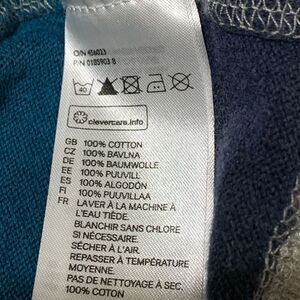 O/N 456023
P/N 0185903 8
40
clevercare.info
GB 100% COTTON
CZ 100% BAVLNA
DE 100% BAUMWOLLE
EE 100% PUUVILL
ES 100% ALGODÓN
FI 100% PUUVILLAA
FR LAVER À LA MACHINE À
L'EAU TIÈDE.
BLANCHIR SANS CHLORE
SI NÉCESSAIRE.
SÉCHER À L'AIR.
REPASSER À TEMPÉRATURE
MOYENNE.
PAS DE NETTOYAGE À SEC.
100% COTON